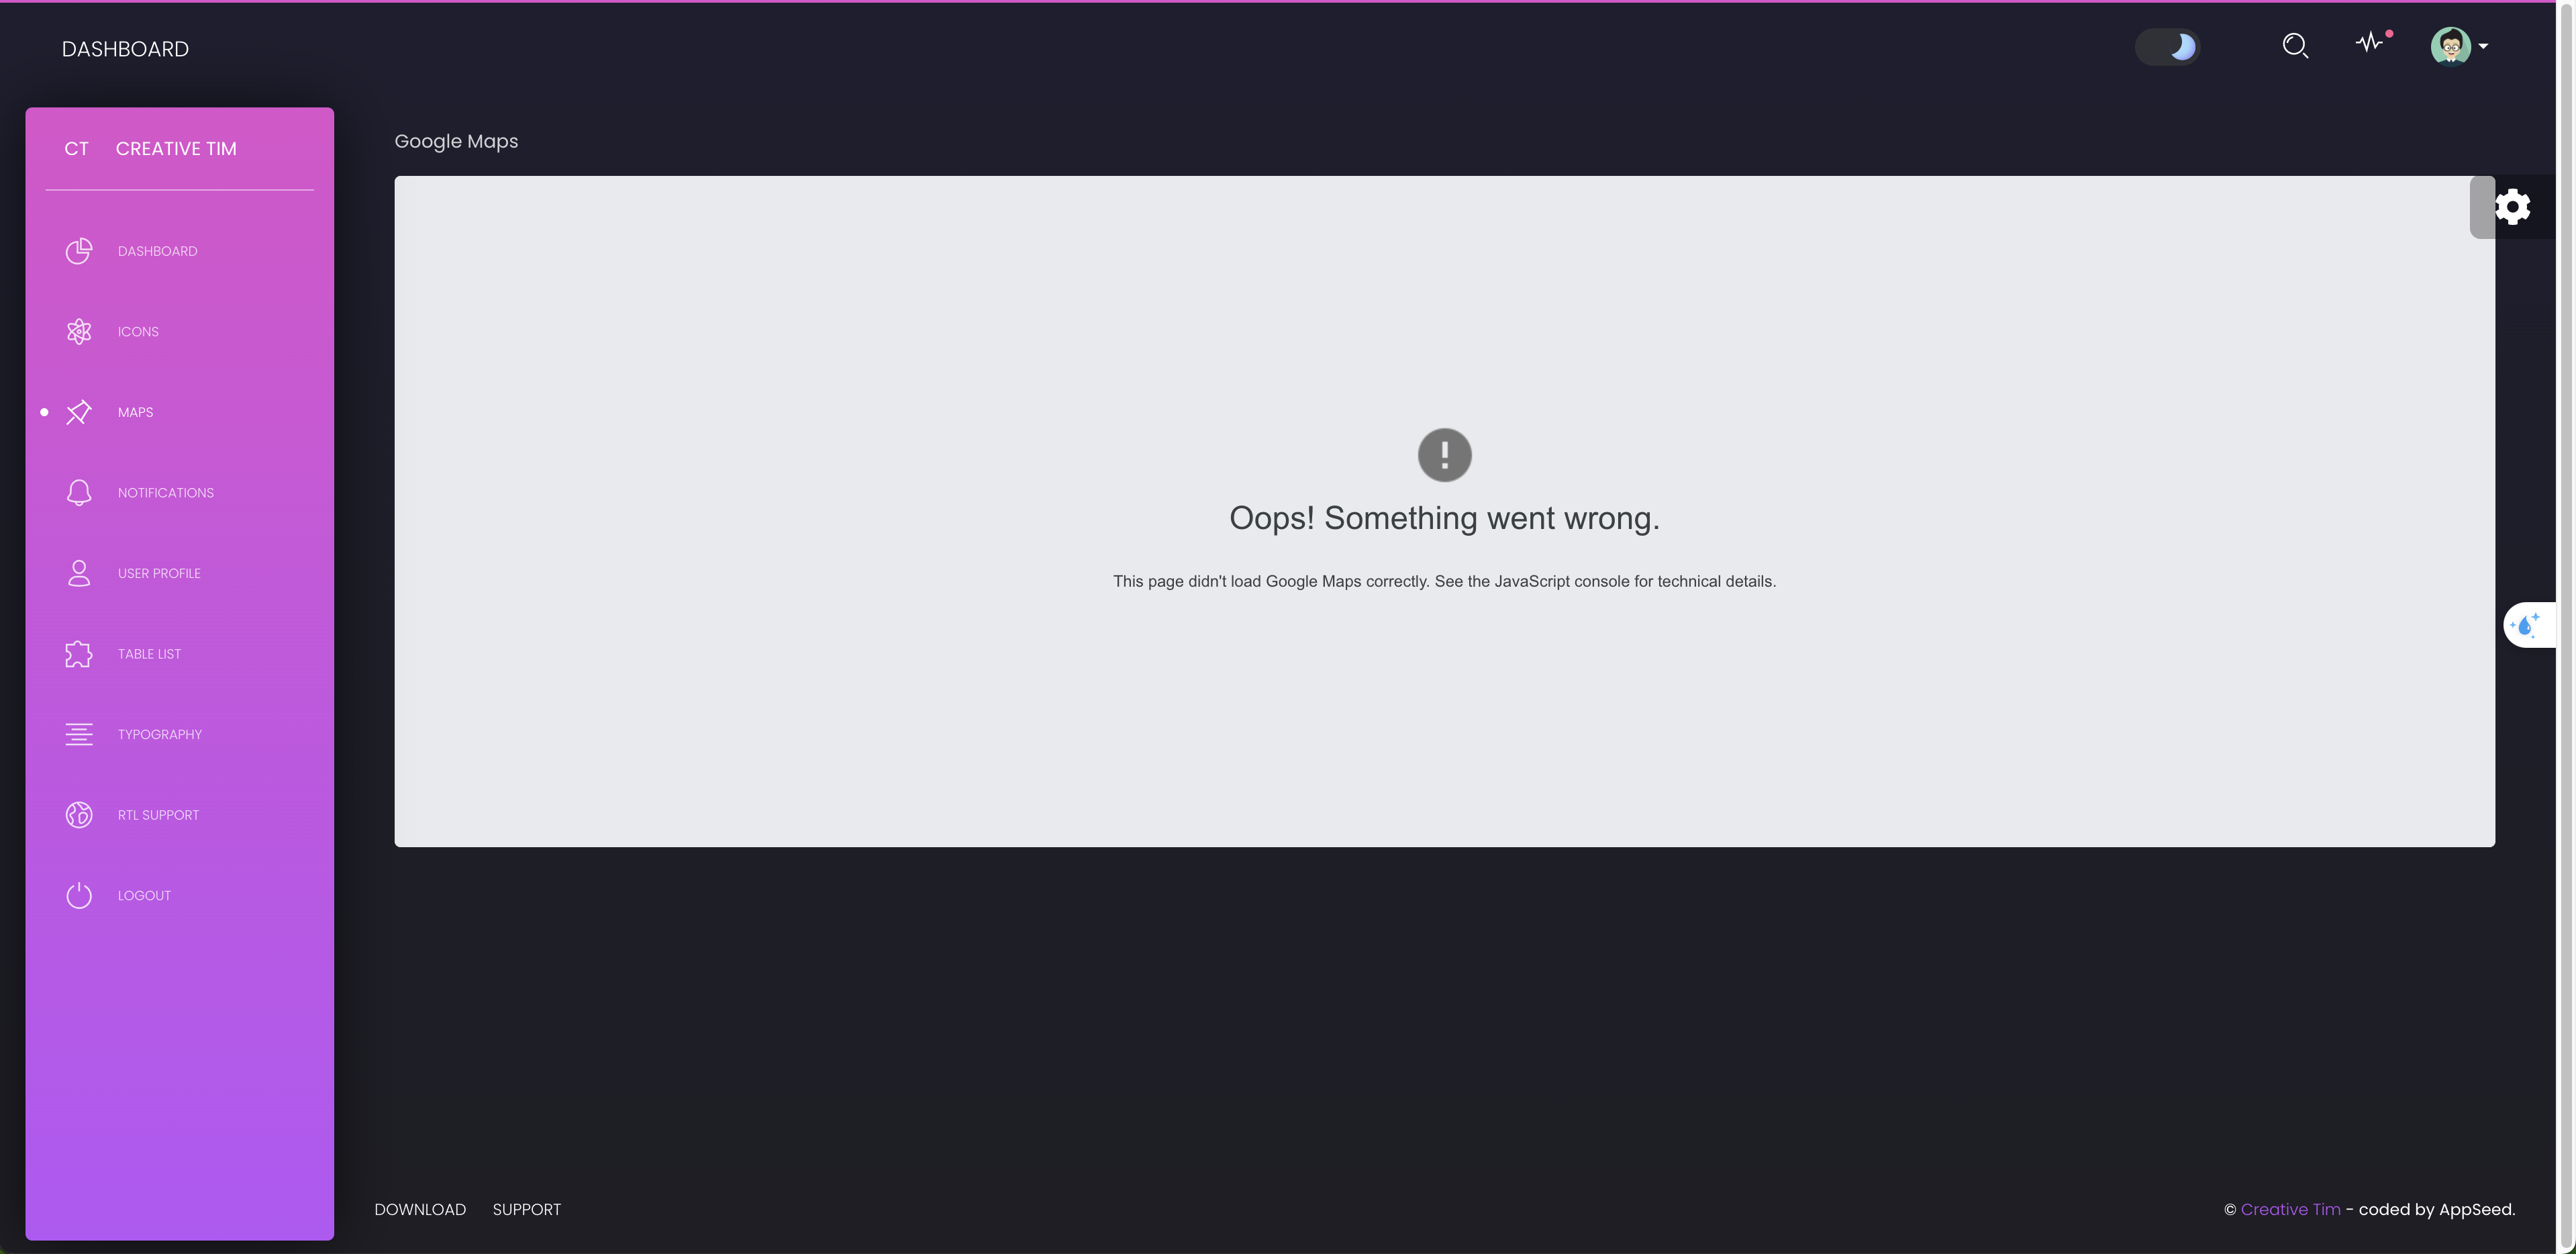 DASHBOARD
CT CREATIVE TIM
DASHBOARD
ICONS
MAPS
NOTIFICATIONS
USER PROFILE
TABLE LIST
TYPOGRAPHY
RTL SUPPORT
LOGOUT
Google Maps
Oops! Something went wrong.
This page didn't load Google Maps correctly. See the JavaScript console for technical details.
DOWNLOAD SUPPORT
© Creative Tim - coded by AppSeed.